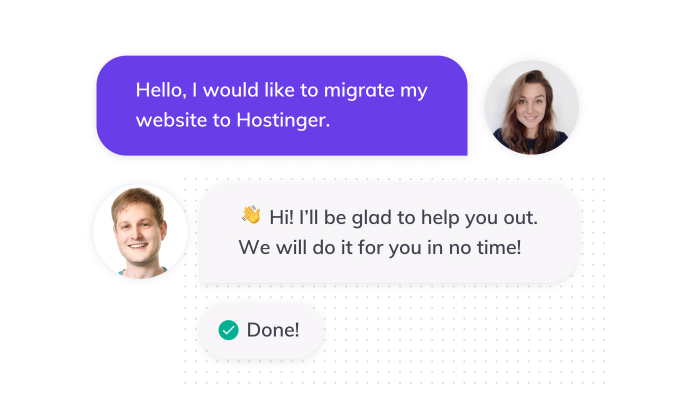 Hello, I would like to migrate my
website to Hostinger.
👋 Hi! I’ll be glad to help you out.
We will do it for you in no time!
Done!